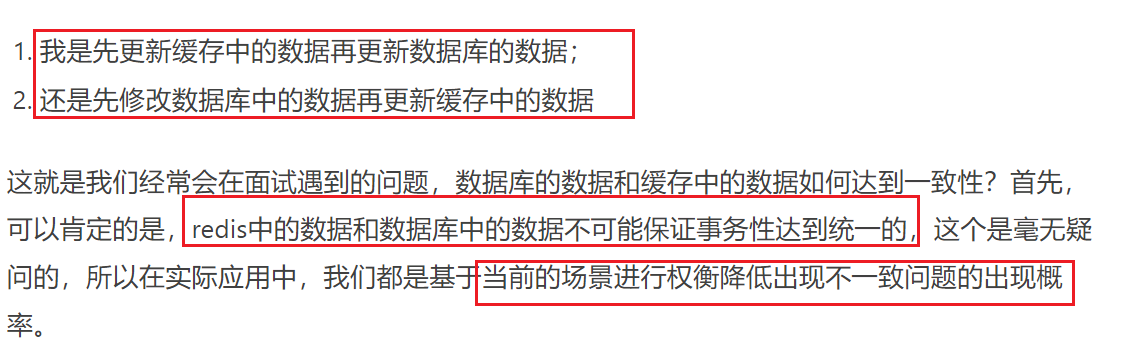 1. 我是先更新缓存中的数据再更新数据库的数据；
2. 还是先修改数据库中的数据再更新缓存中的数据
这就是我们经常会在面试遇到的问题，数据库的数据和缓存中的数据如何达到一致性？首先，
可以肯定的是，redis中的数据和数据库中的数据不可能保证事务性达到统一的，这个是毫无疑
问的，所以在实际应用中，我们都是基于当前的场景进行权衡降低出现不一致问题的出现概
率。